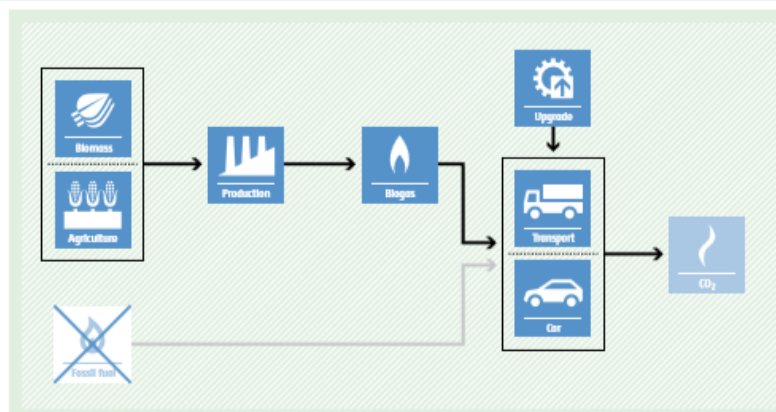 Biomass
Agriculture
Production
Biogas
Upgrade
Transport
Car
CO₂
Fossil fuel